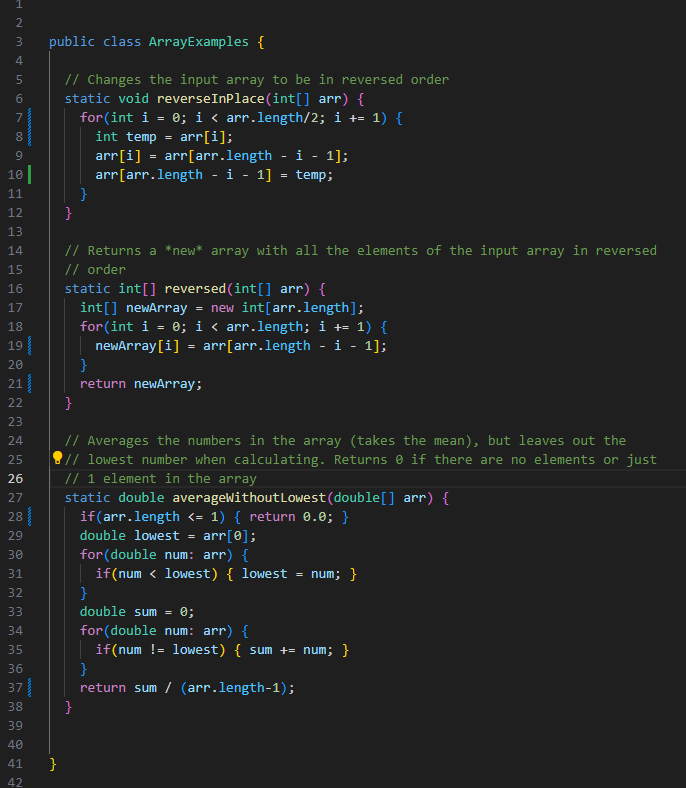 1
2
3 public class ArrayExamples {
4
5 // Changes the input array to be in reversed order
6 static void reverseInPlace(int[] arr) {
7 for(int i = 0; i < arr.length/2; i += 1) {
8 int temp = arr[i];
9 arr[i] = arr[arr.length - i - 1];
10 arr[arr.length - i - 1] = temp;
11 }
12 }
13
14 // Returns a *new* array with all the elements of the input array in reversed
15 // order
16 static int[] reversed(int[] arr) {
17 int[] newArray = new int[arr.length];
18 for(int i = 0; i < arr.length; i += 1) {
19 newArray[i] = arr[arr.length - i - 1];
20 }
21 return newArray;
22 }
23
24 // Averages the numbers in the array (takes the mean), but leaves out the
25 // lowest number when calculating. Returns 0 if there are no elements or just
26 // 1 element in the array
27 static double averageWithoutLowest(double[] arr) {
28 if(arr.length <= 1) { return 0.0; }
29 double lowest = arr[0];
30 for(double num: arr) {
31 if(num < lowest) { lowest = num; }
32 }
33 double sum = 0;
34 for(double num: arr) {
35 if(num != lowest) { sum += num; }
36 }
37 return sum / (arr.length-1);
38 }
39
40
41 }
42